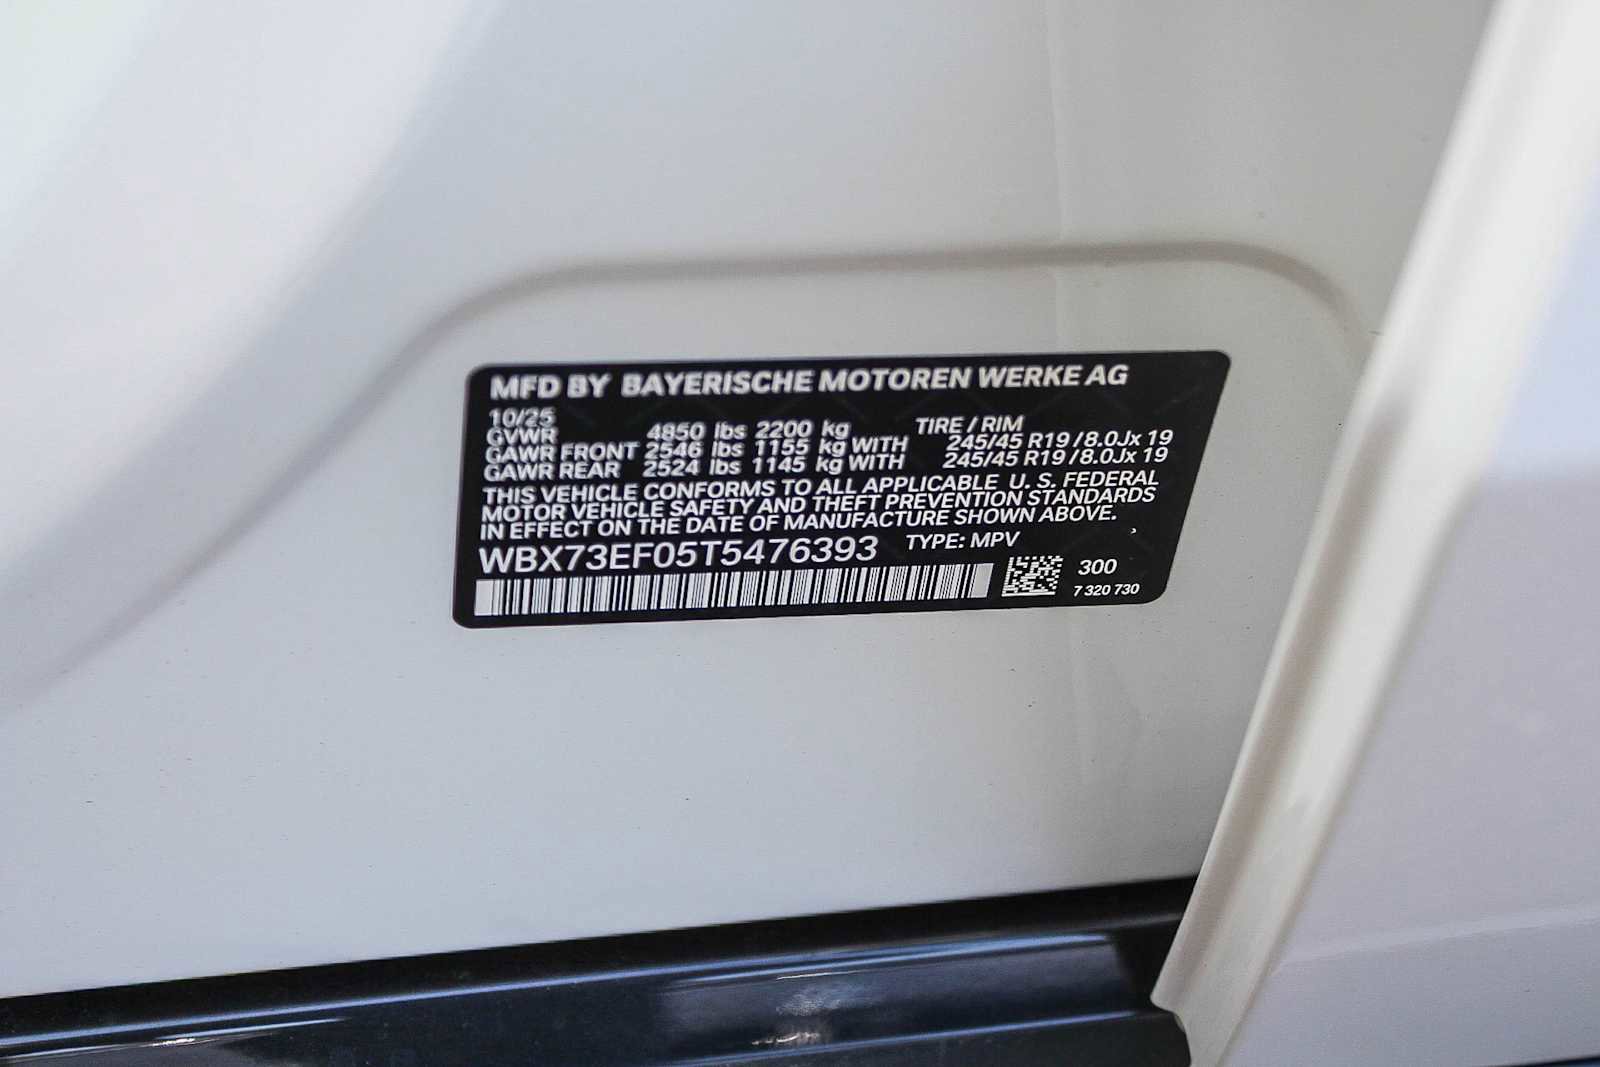 MFD BY BAYERISCHE MOTOREN WERKE AG
10/25
GVWR 4850 lbs 2200 kg TIRE / RIM
GAWR FRONT 2546 lbs 1155 kg WITH 245/45 R19 / 8.0Jx 19
GAWR REAR 2524 lbs 1145 kg WITH 245/45 R19 / 8.0Jx 19
THIS VEHICLE CONFORMS TO ALL APPLICABLE U. S. FEDERAL
MOTOR VEHICLE SAFETY AND THEFT PREVENTION STANDARDS
IN EFFECT ON THE DATE OF MANUFACTURE SHOWN ABOVE.
WBX73EF05T5476393 TYPE: MPV
300
7 320 730